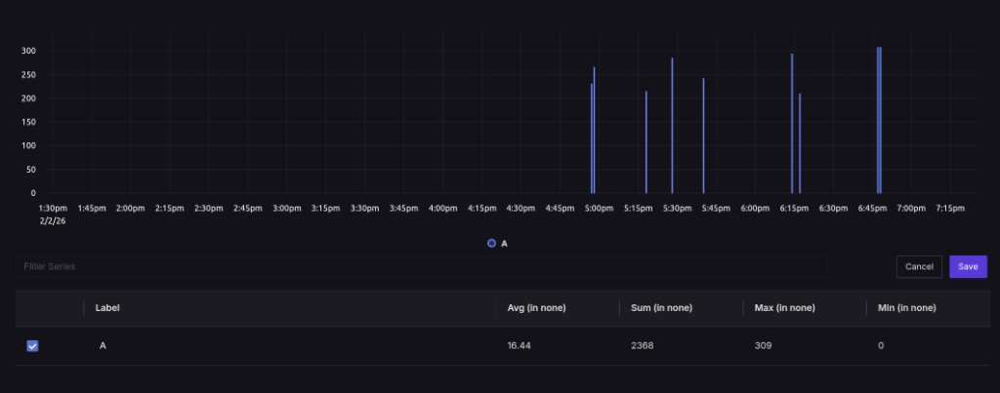 300
250
200
150
100
50
0
1:30pm 1:45pm 2:00pm 2:15pm 2:30pm 2:45pm 3:00pm 3:15pm 3:30pm 3:45pm 4:00pm 4:15pm 4:30pm 4:45pm 5:00pm 5:15pm 5:30pm 5:45pm 6:00pm 6:15pm 6:30pm 6:45pm 7:00pm 7:15pm
2/2/26
A
Filter Series Cancel Save
Label Avg (in none) Sum (in none) Max (in none) Min (in none)
A 16.44 2368 309 0